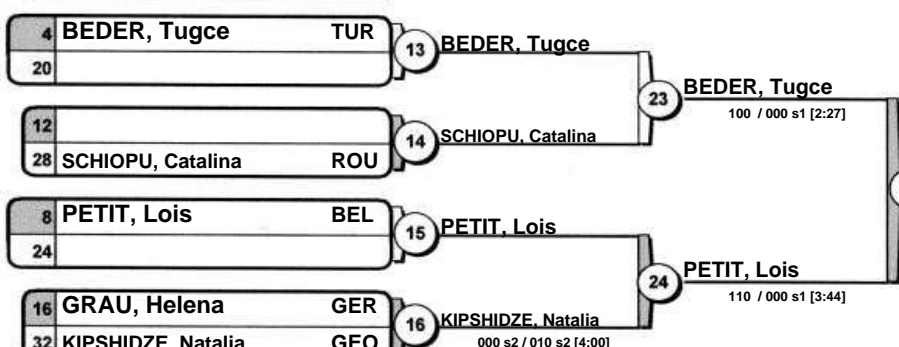 4 BEDER, Tugce TUR
20
13 BEDER, Tugce
12
28 SCHIOPU, Catalina ROU
14 SCHIOPU, Catalina
23 BEDER, Tugce
100 / 000 s1 [2:27]
8 PETIT, Lois BEL
24
15 PETIT, Lois
16 GRAU, Helena GER
32 KIPSHIDZE, Natalia GEO
16 KIPSHIDZE, Natalia
000 s2 / 010 s2 [4:00]
24 PETIT, Lois
110 / 000 s1 [3:44]